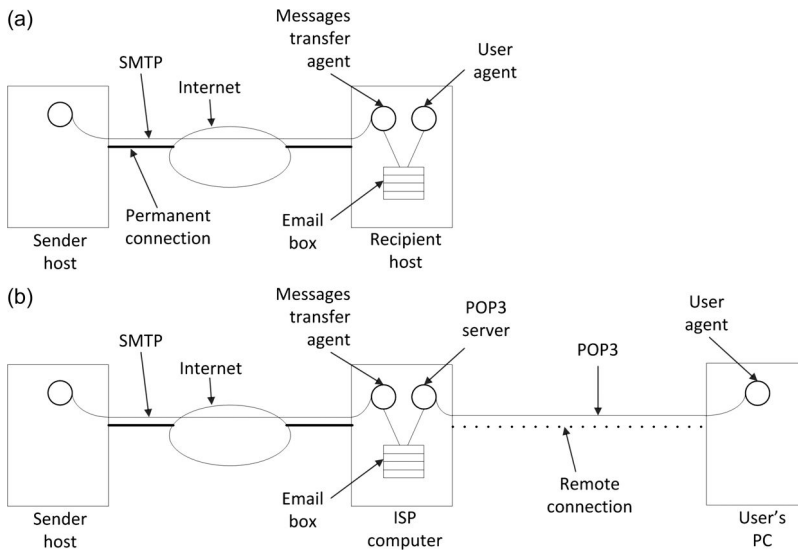 (a)
Messages
transfer
agent
User
agent
SMTP
Internet
Permanent
connection
Email
box
Sender
host
Recipient
host
(b)
Messages
transfer
agent
POP3
server
User
agent
SMTP
Internet
POP3
Email
box
Remote
connection
Sender
host
ISP
computer
User's
PC